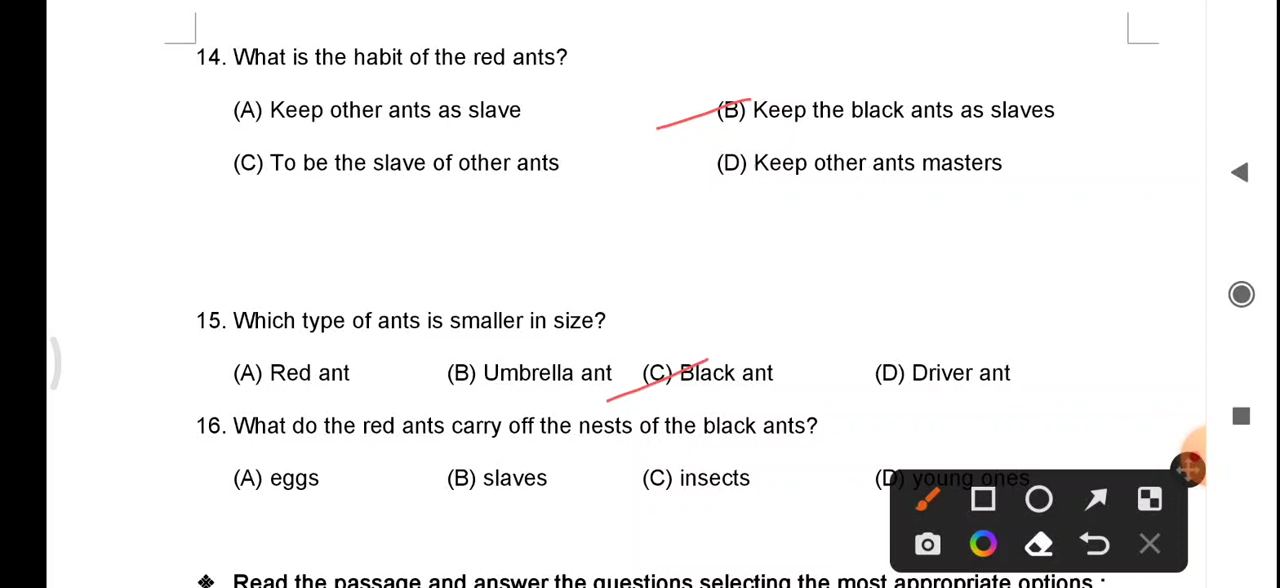 14. What is the habit of the red ants?
(A) Keep other ants as slave (B) Keep the black ants as slaves
(C) To be the slave of other ants (D) Keep other ants masters
15. Which type of ants is smaller in size?
(A) Red ant (B) Umbrella ant (C) Black ant (D) Driver ant
16. What do the red ants carry off the nests of the black ants?
(A) eggs (B) slaves (C) insects (D) young ones
❖ Read the passage and answer the questions selecting the most appropriate options :